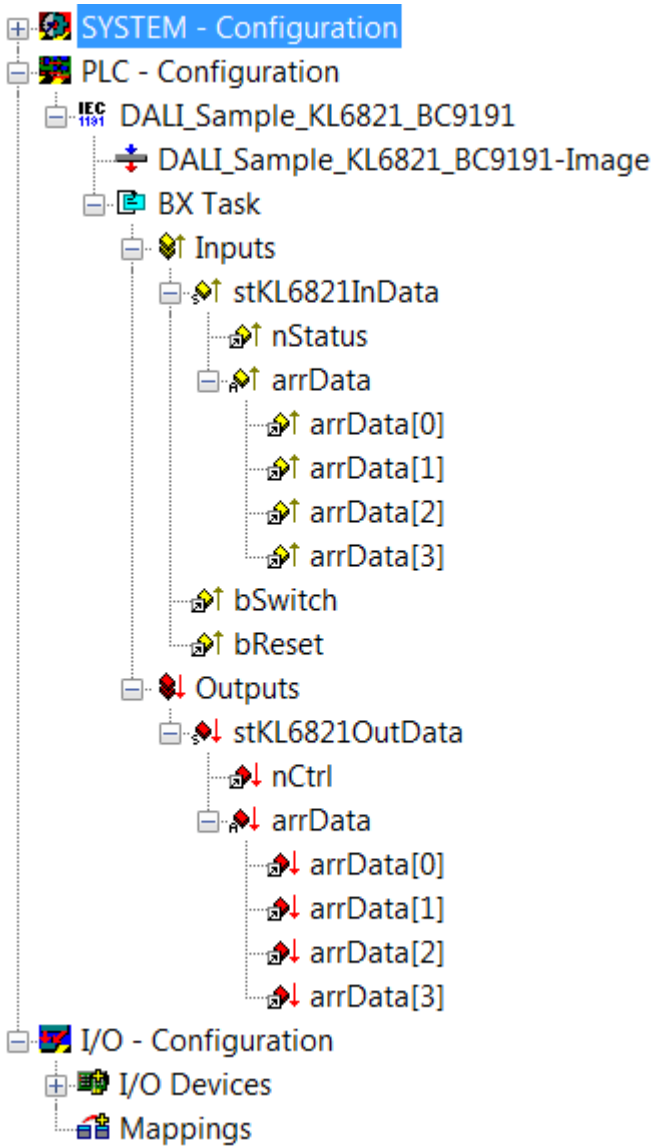 SYSTEM - Configuration
PLC - Configuration
IEC
1131
DALI_Sample_KL6821_BC9191
DALI_Sample_KL6821_BC9191-Image
BX Task
Inputs
stKL6821InData
nStatus
arrData
arrData[0]
arrData[1]
arrData[2]
arrData[3]
bSwitch
bReset
Outputs
stKL6821OutData
nCtrl
arrData
arrData[0]
arrData[1]
arrData[2]
arrData[3]
I/O - Configuration
I/O Devices
Mappings